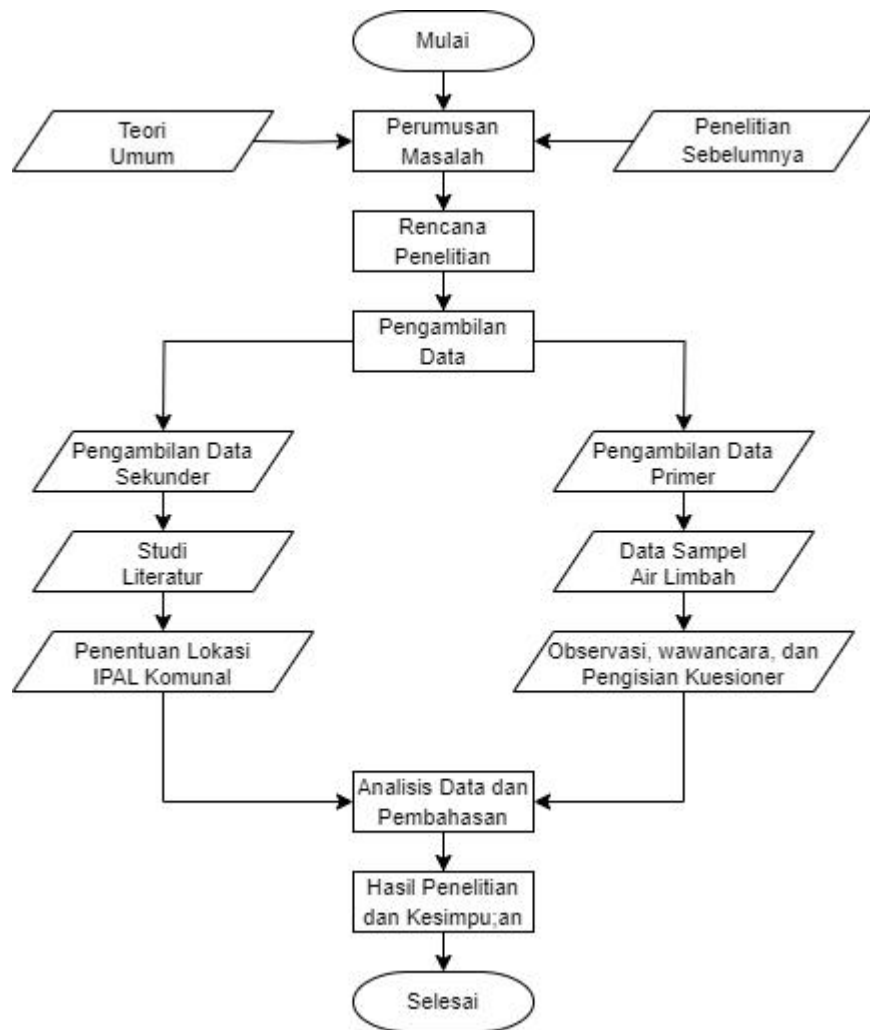 Mulai
Teori
Umum
Perumusan
Masalah
Penelitian
Sebelumnya
Rencana
Penelitian
Pengambilan
Data
Pengambilan Data
Sekunder
Pengambilan Data
Primer
Studi
Literatur
Data Sampel
Air Limbah
Penentuan Lokasi
IPAL Komunal
Observasi, wawancara, dan
Pengisian Kuesioner
Analisis Data dan
Pembahasan
Hasil Penelitian
dan Kesimpu;an
Selesai